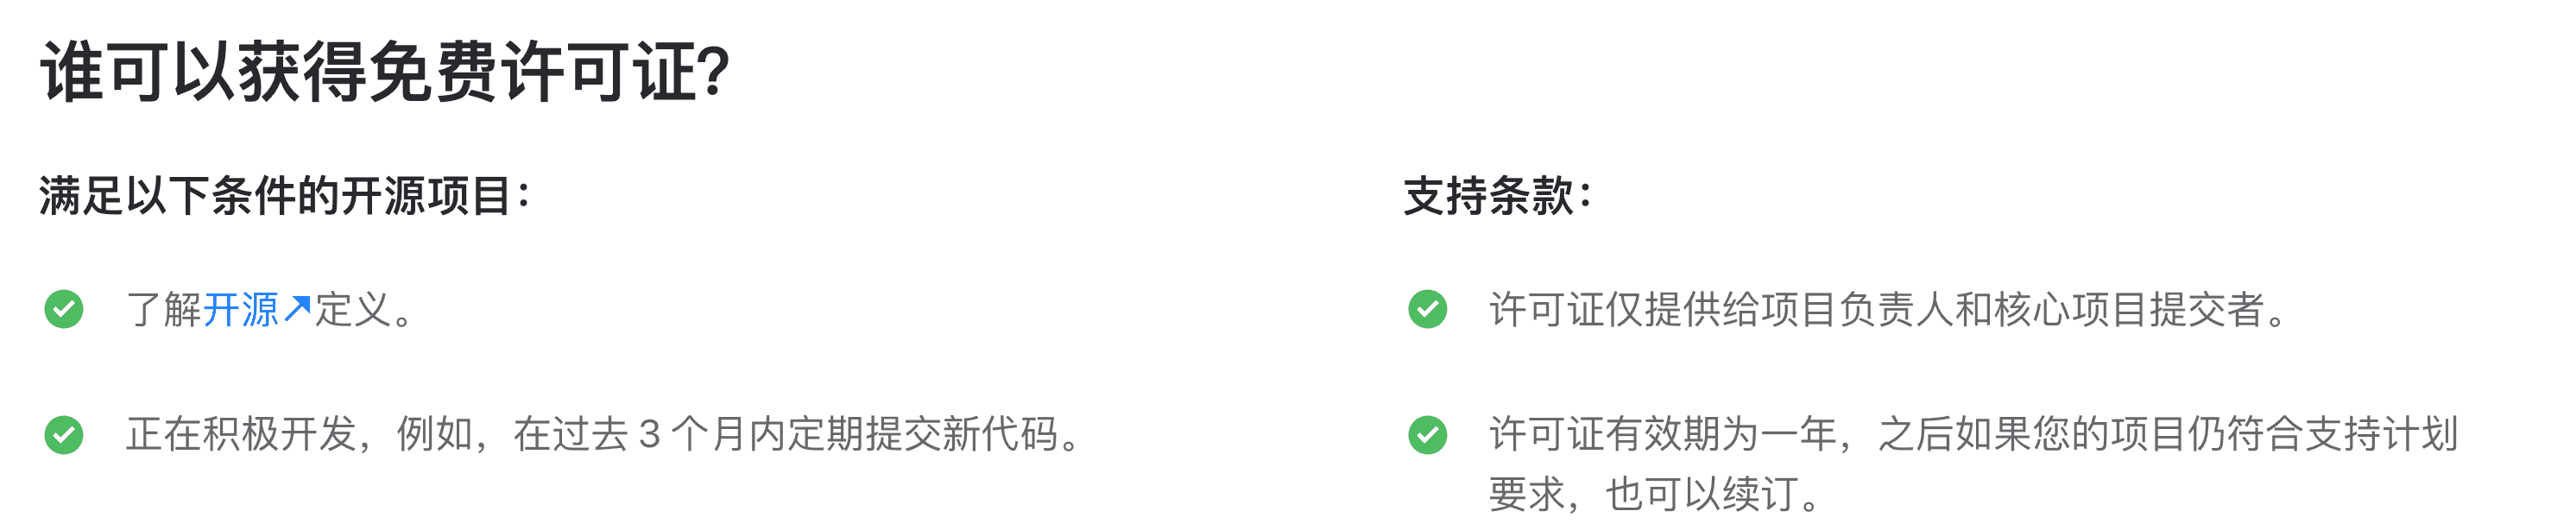 谁可以获得免费许可证?
满足以下条件的开源项目：
了解开源↗定义。
正在积极开发，例如，在过去 3 个月内定期提交新代码。
支持条款：
许可证仅提供给项目负责人和核心项目提交者。
许可证有效期为一年，之后如果您的项目仍符合支持计划
要求，也可以续订。